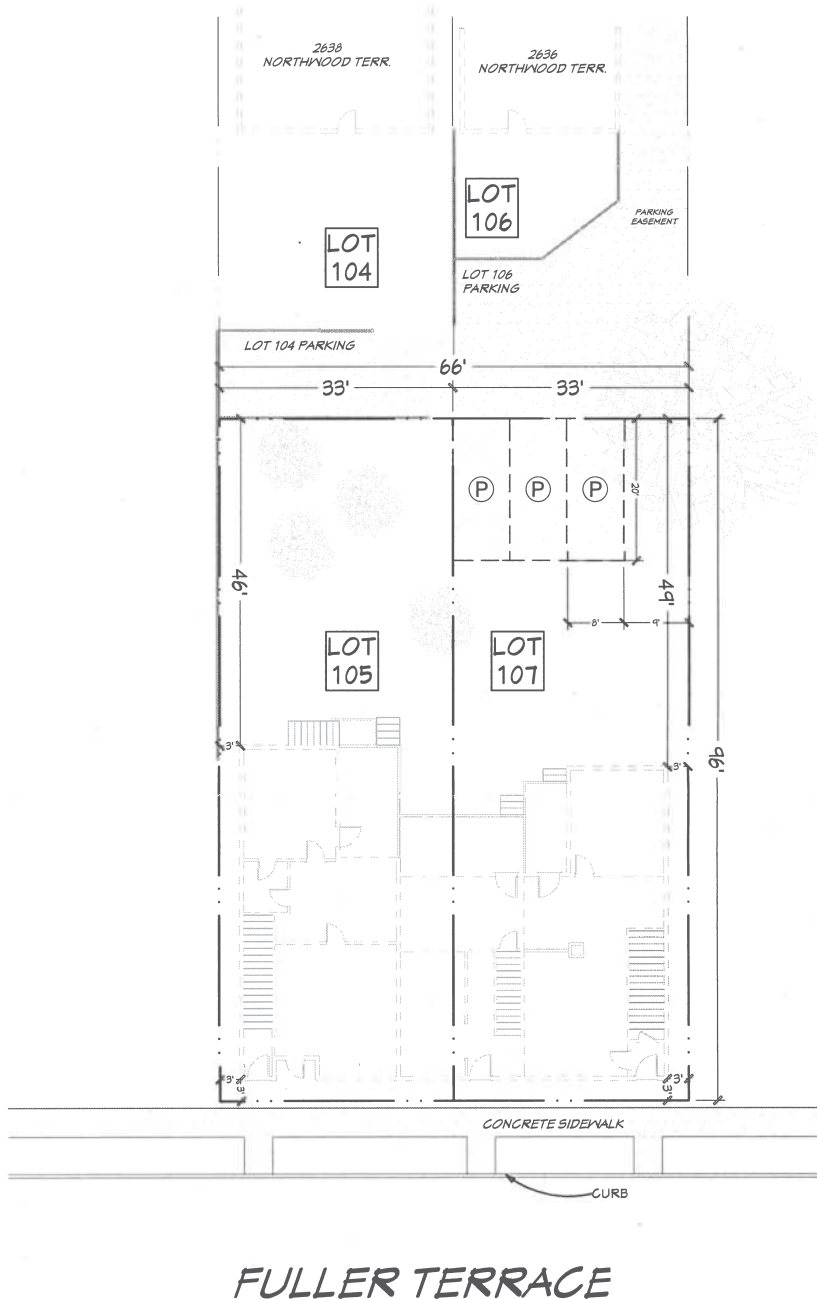 2638
NORTHWOOD TERR.
2636
NORTHWOOD TERR.
LOT
106
PARKING
EASEMENT
LOT
104
LOT 106
PARKING
LOT 104 PARKING
66'
33'
33'
P
P
P
20'
46'
49'
8'
9'
LOT
105
LOT
107
3'
3'
96'
3'
3'
3'
3'
CONCRETE SIDEWALK
CURB
FULLER TERRACE